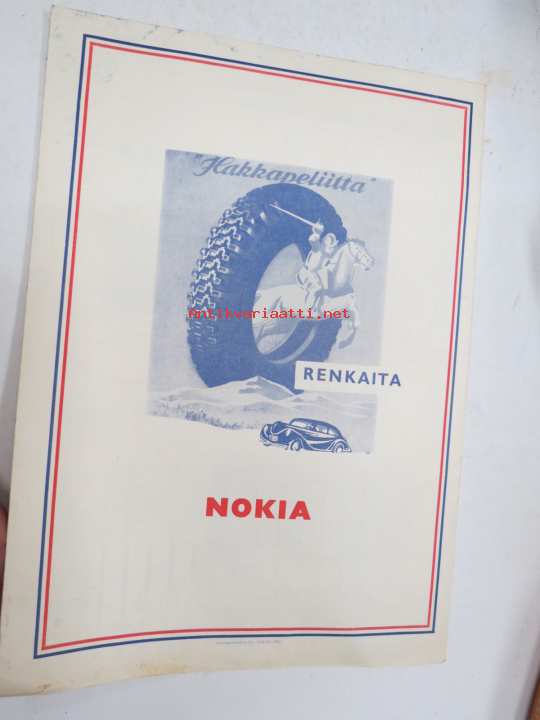 "Hakkapeliitta"
Antikvariaatti.net
RENKAITA
NOKIA